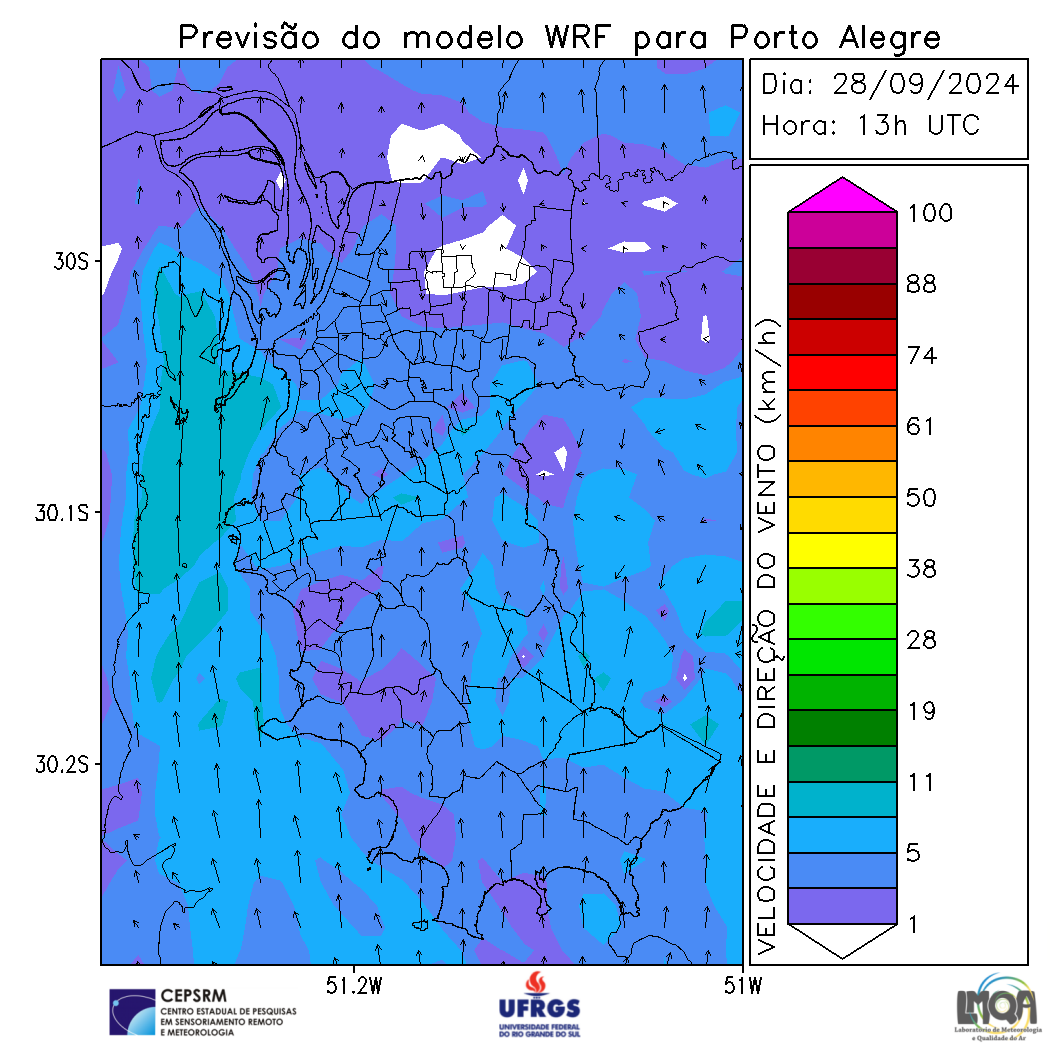 Previsão do modelo WRF para Porto Alegre
Dia: 28/09/2024
Hora: 13h UTC
30S
30.1S
30.2S
51.2W
51W
VELOCIDADE E DIREÇÃO DO VENTO (km/h)
100
88
74
61
50
38
28
19
11
5
1
CEPSRM
CENTRO ESTADUAL DE PESQUISAS
EM SENSORIAMENTO REMOTO
E METEOROLOGIA
UFRGS
UNIVERSIDADE FEDERAL
DO RIO GRANDE DO SUL
LMQA
Laboratório de Meteorologia
e Qualidade do Ar